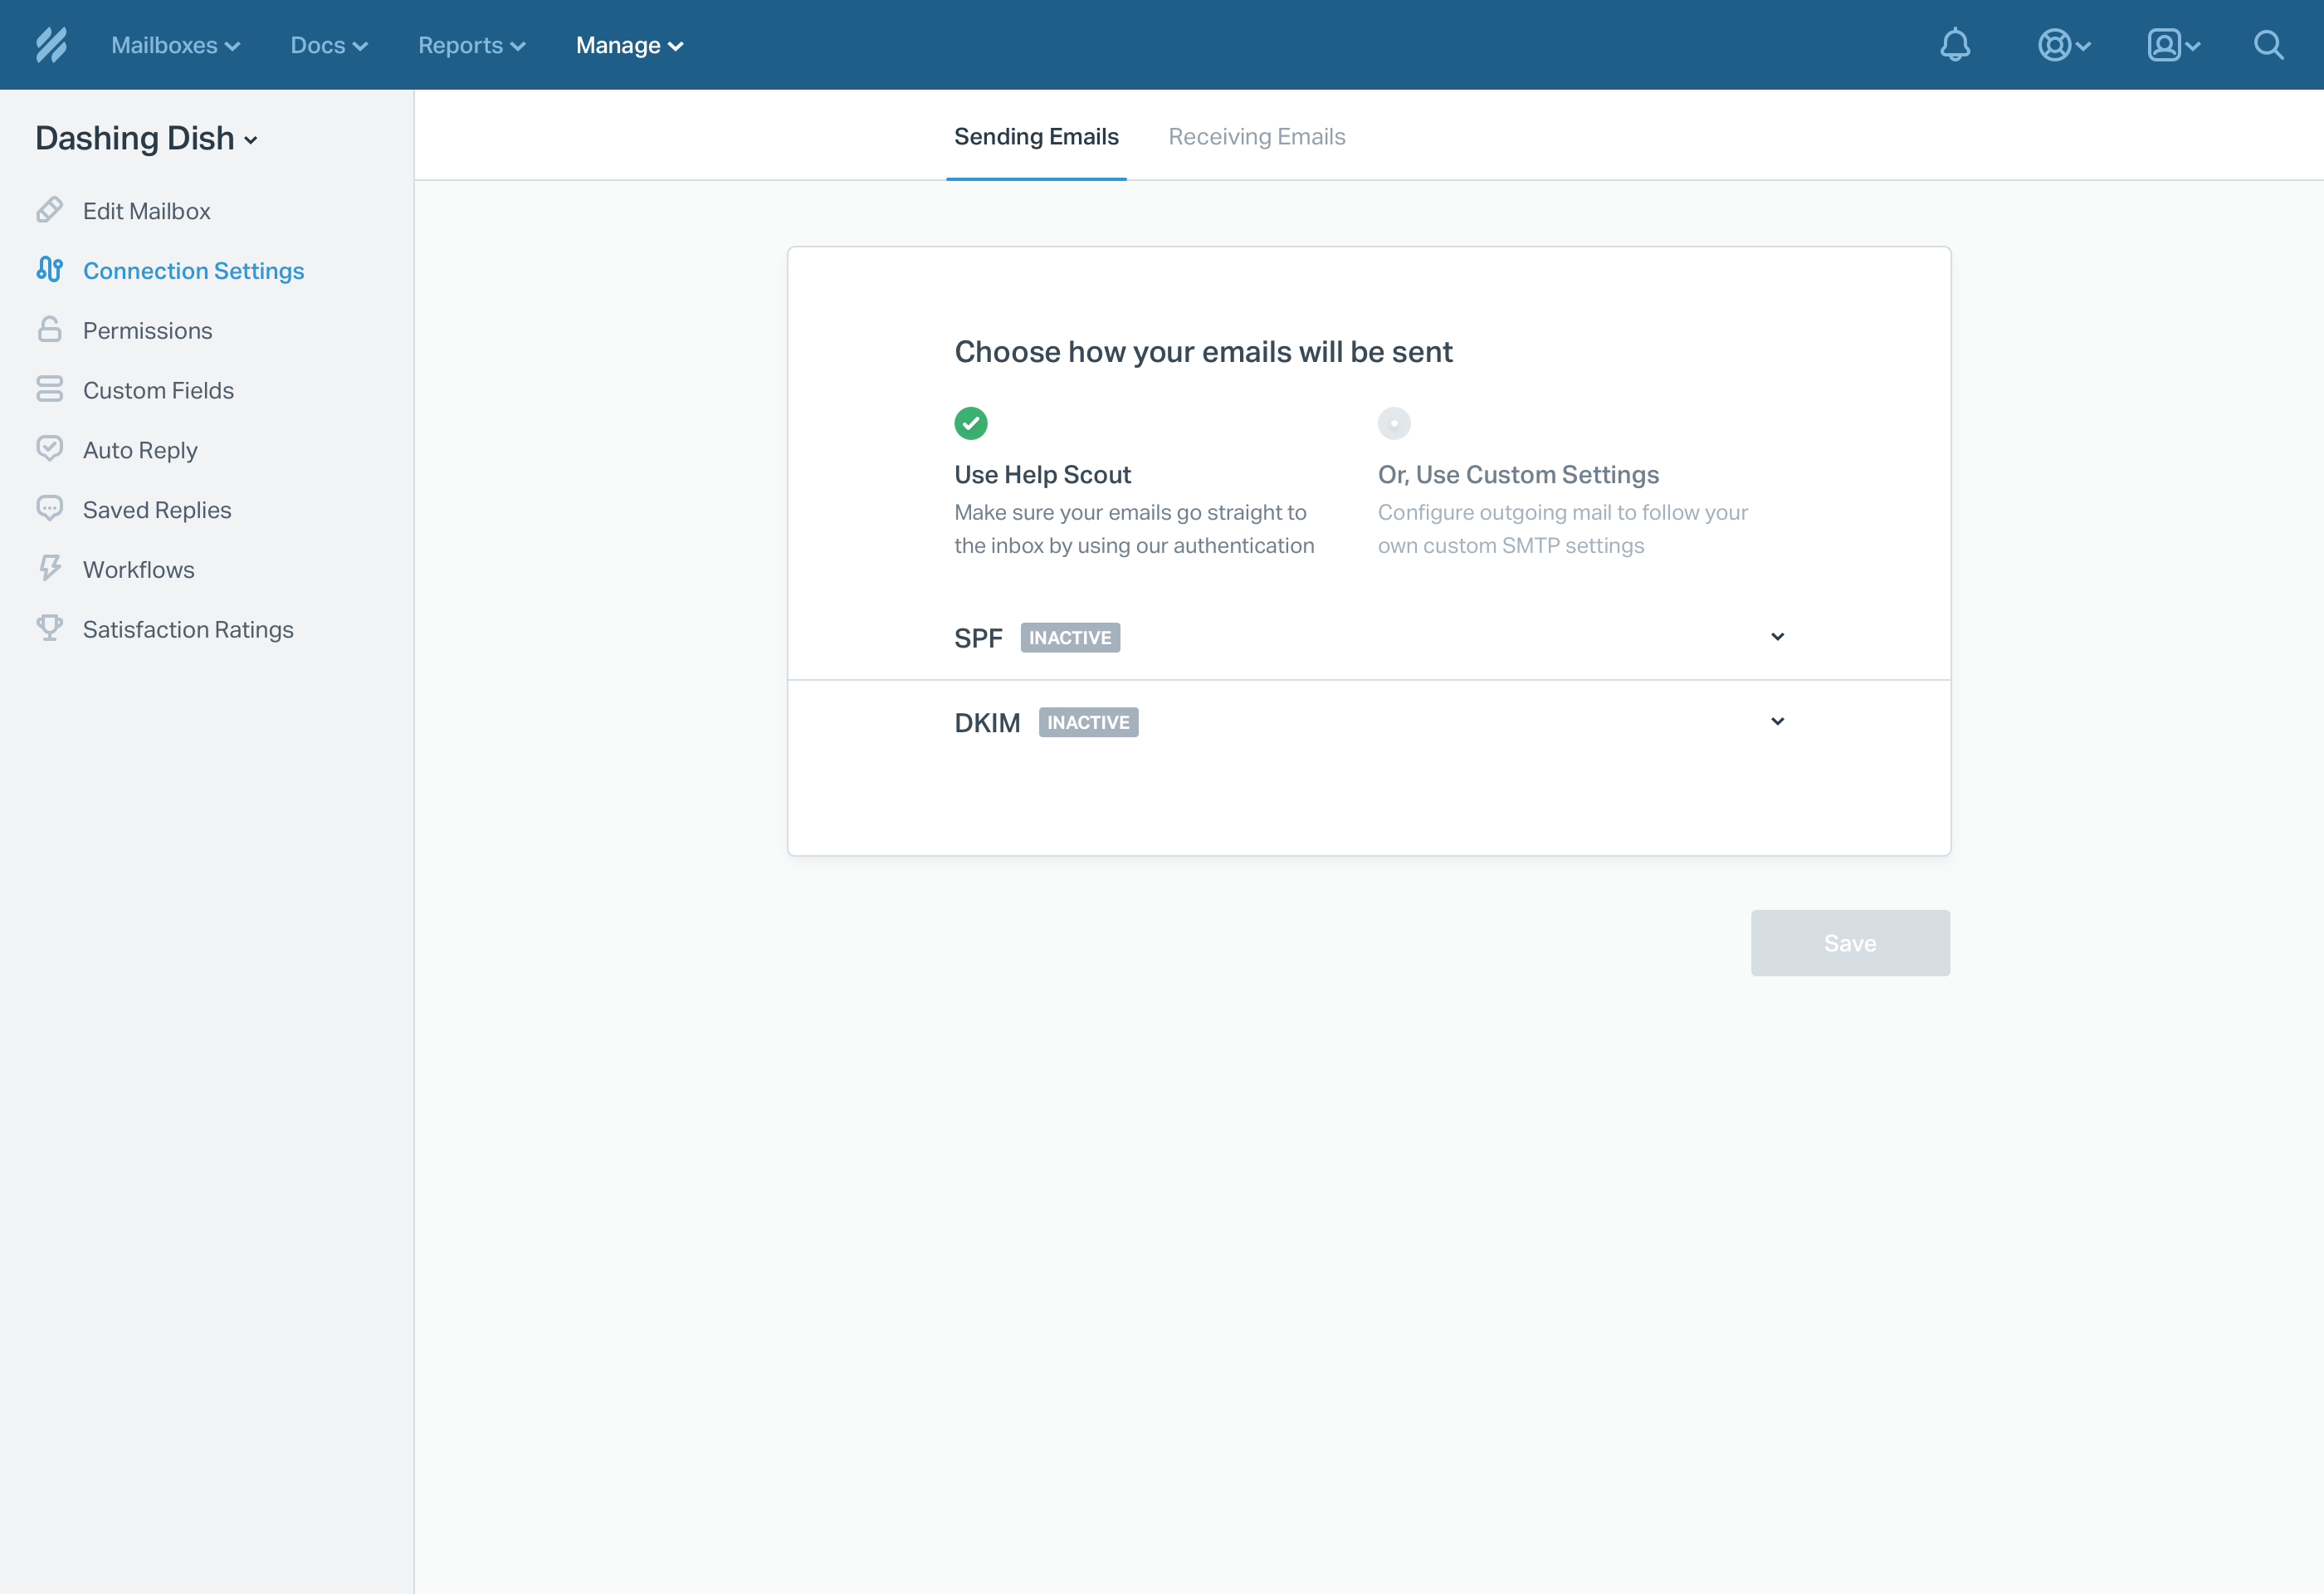 Mailboxes
Docs
Reports
Manage
Dashing Dish
Edit Mailbox
Connection Settings
Permissions
Custom Fields
Auto Reply
Saved Replies
Workflows
Satisfaction Ratings
Sending Emails
Receiving Emails
Choose how your emails will be sent
Use Help Scout
Make sure your emails go straight to
the inbox by using our authentication
Or, Use Custom Settings
Configure outgoing mail to follow your
own custom SMTP settings
SPF INACTIVE
DKIM INACTIVE
Save